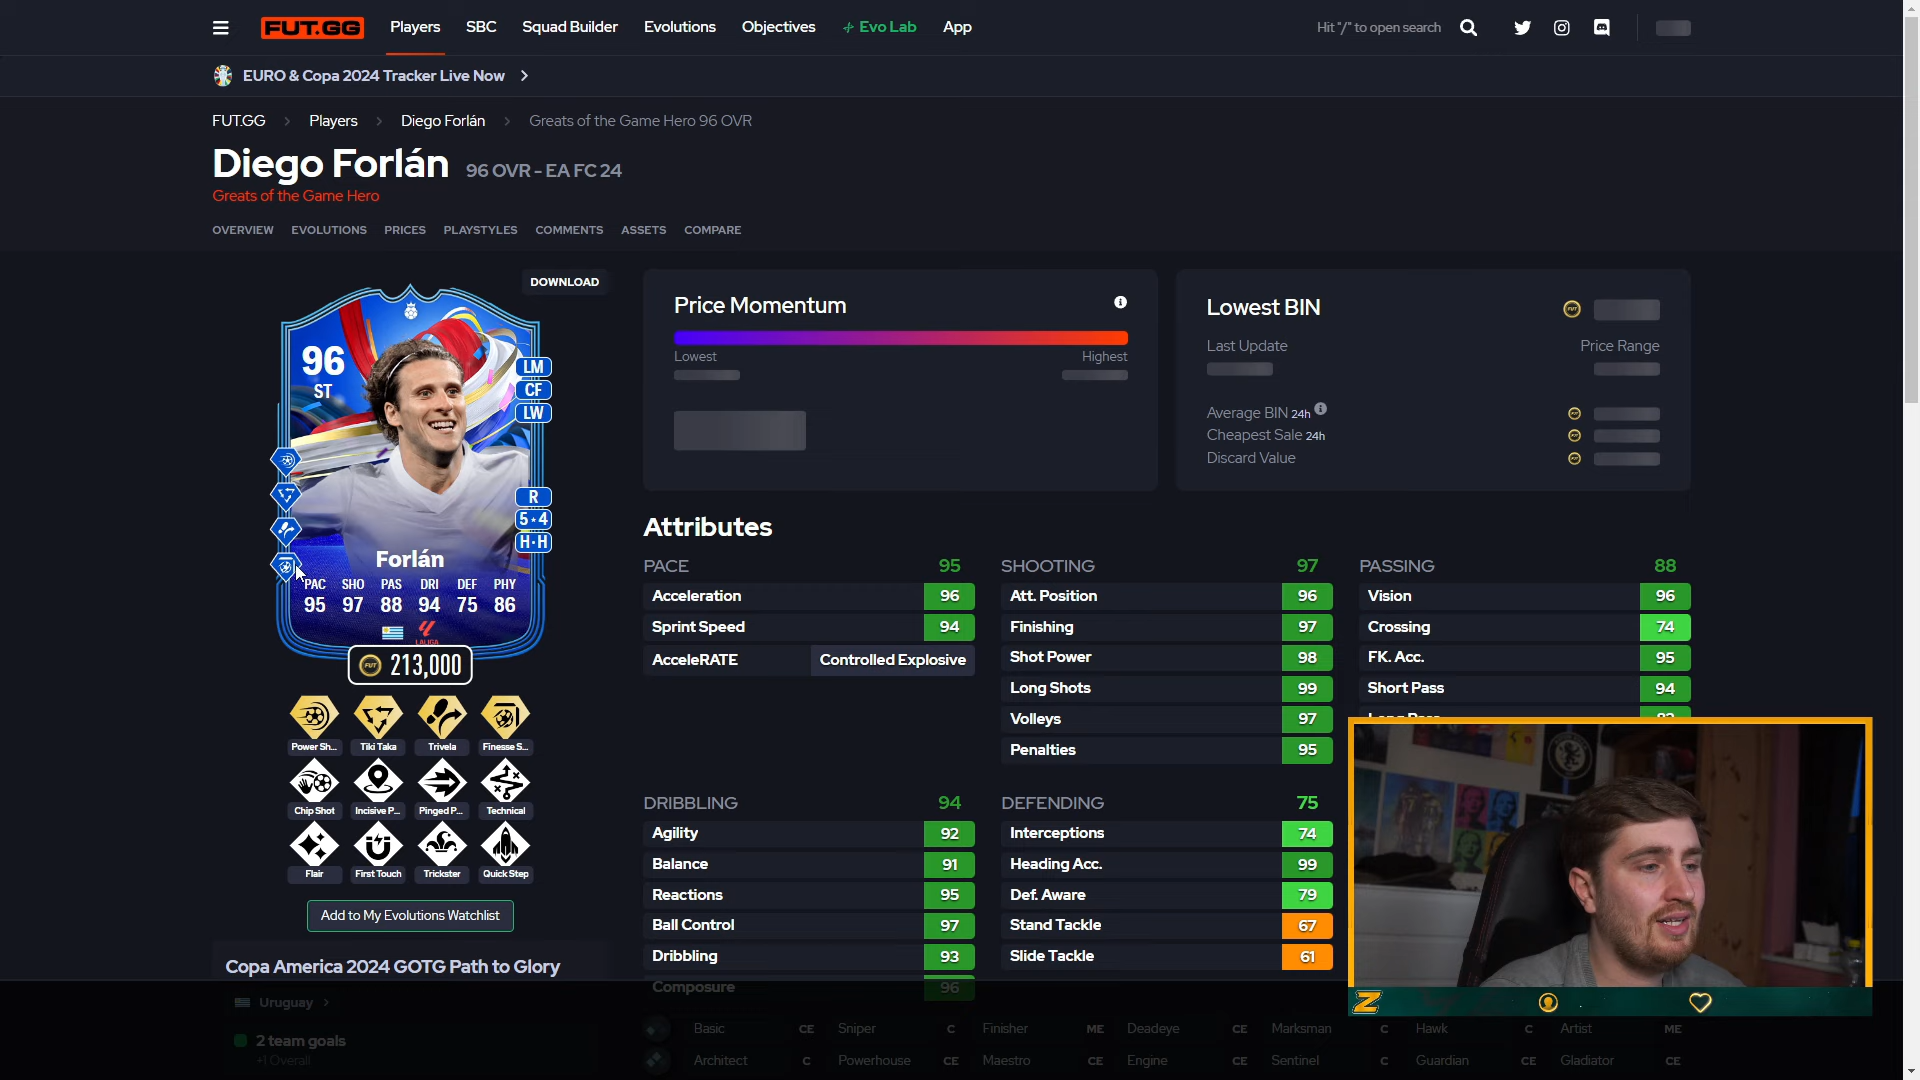 FUT.GG
Players
SBC
Squad Builder
Evolutions
Objectives
Evo Lab
App
Hit "/" to open search
EURO & Copa 2024 Tracker Live Now
FUT.GG > Players > Diego Forlán > Greats of the Game Hero 96 OVR
Diego Forlán 96 OVR - EA FC 24
Greats of the Game Hero
OVERVIEW EVOLUTIONS PRICES PLAYSTYLES COMMENTS ASSETS COMPARE
DOWNLOAD
96
ST
LM
CF
LW
R
5★4
H·H
Forlán
PAC SHO PAS DRI DEF PHY
95 97 88 94 75 86
LALIGA
FUT 213,000
Power Sh... Tiki Taka Trivela Finesse S...
Chip Shot Incisive P... Pinged P... Technical
Flair First Touch Trickster Quick Step
Add to My Evolutions Watchlist
Copa America 2024 GOTG Path to Glory
Uruguay >
2 team goals
+1 Overall
Price Momentum
Lowest Highest
Lowest BIN
Last Update Price Range
Average BIN 24h
Cheapest Sale 24h
Discard Value
Attributes
PACE 95
Acceleration 96
Sprint Speed 94
AcceleRATE Controlled Explosive
SHOOTING 97
Att. Position 96
Finishing 97
Shot Power 98
Long Shots 99
Volleys 97
Penalties 95
PASSING 88
Vision 96
Crossing 74
FK. Acc. 95
Short Pass 94
DRIBBLING 94
Agility 92
Balance 91
Reactions 95
Ball Control 97
Dribbling 93
Composure 96
DEFENDING 75
Interceptions 74
Heading Acc. 99
Def. Aware 79
Stand Tackle 67
Slide Tackle 61
Z
Basic CE Sniper C Finisher ME Deadeye CE Marksman C Hawk C Artist ME
Architect C Powerhouse CE Maestro CE Engine CE Sentinel C Guardian CE Gladiator CE